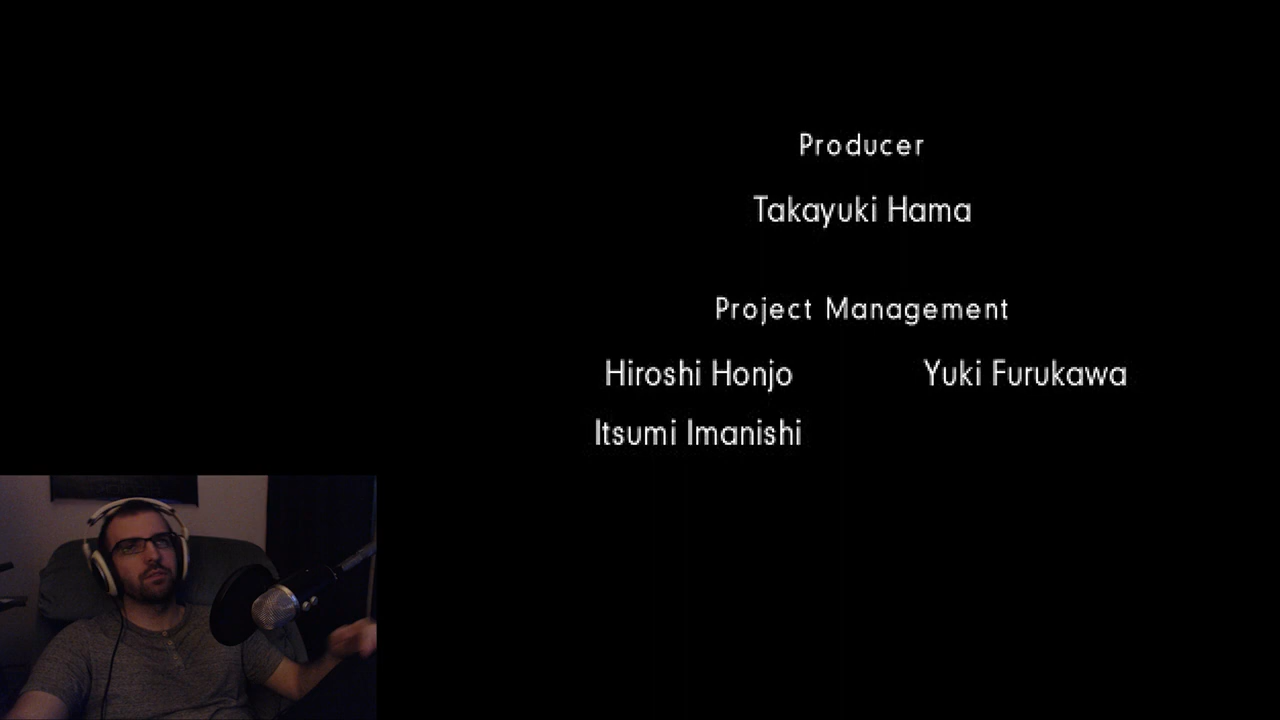 Producer
Takayuki Hama
Project Management
Hiroshi Honjo Yuki Furukawa
Itsumi Imanishi